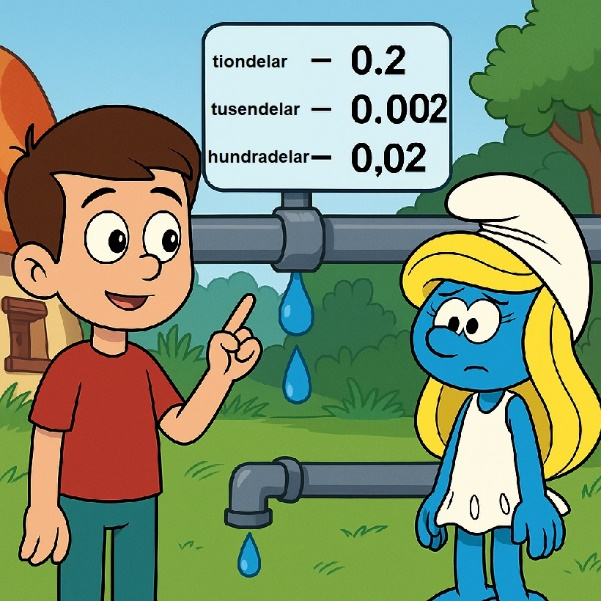 tiondelar – 0.2
tusendelar – 0.002
hundradelar– 0,02